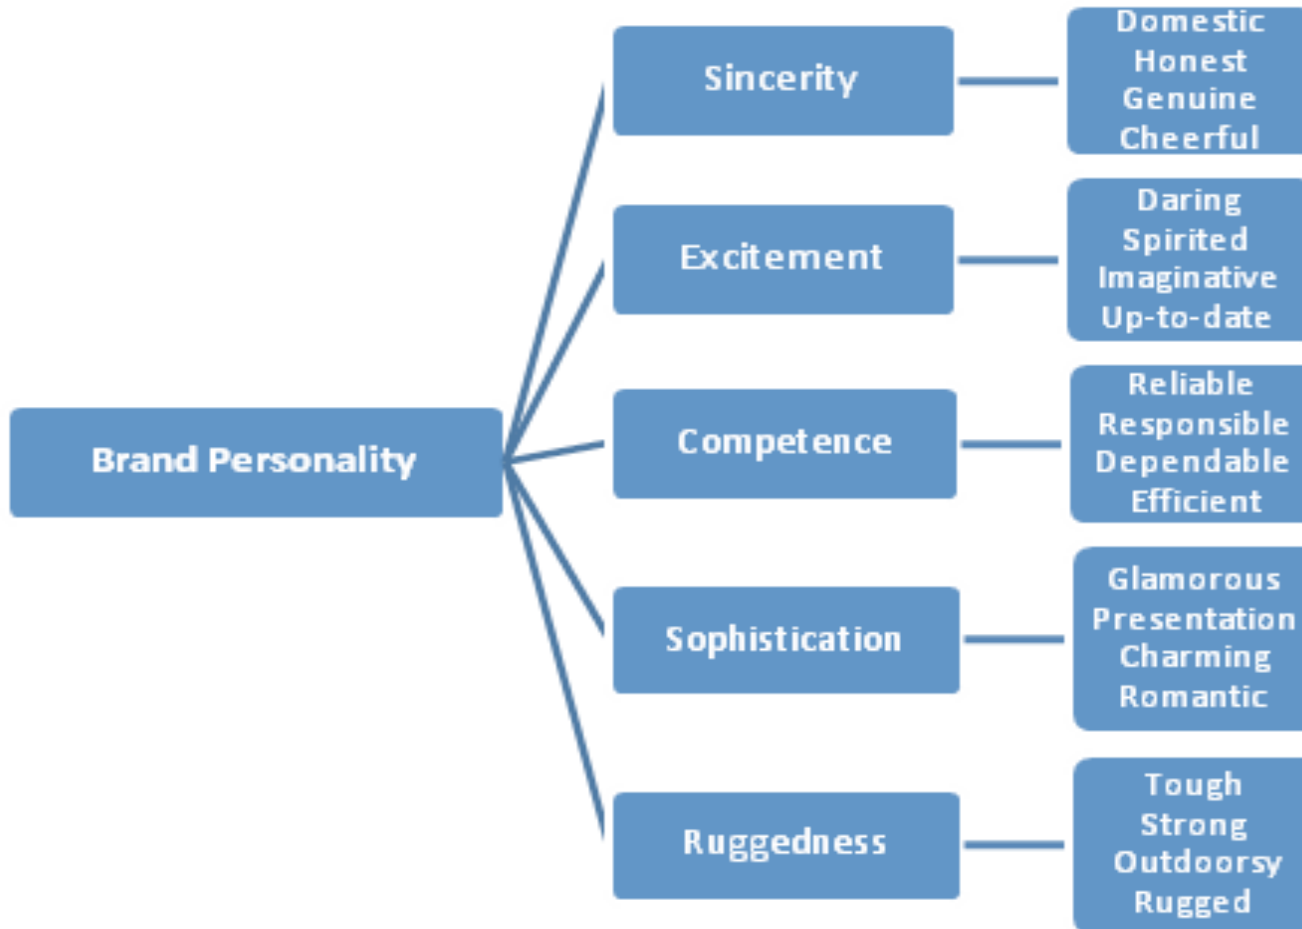 Brand Personality
Sincerity
Domestic
Honest
Genuine
Cheerful
Excitement
Daring
Spirited
Imaginative
Up-to-date
Competence
Reliable
Responsible
Dependable
Efficient
Sophistication
Glamorous
Presentation
Charming
Romantic
Ruggedness
Tough
Strong
Outdoorsy
Rugged